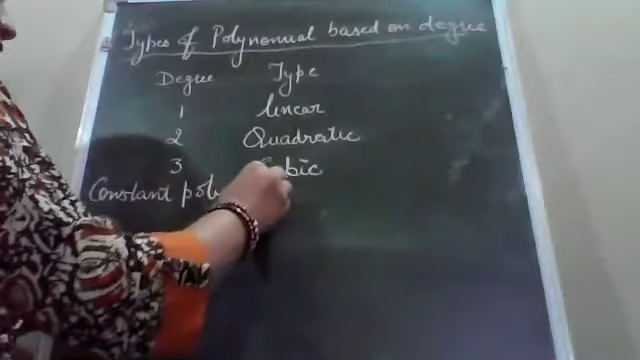 Types of Polynomial based on degree
Degree Type
1 linear
2 Quadratic
3 Cubic
Constant pol